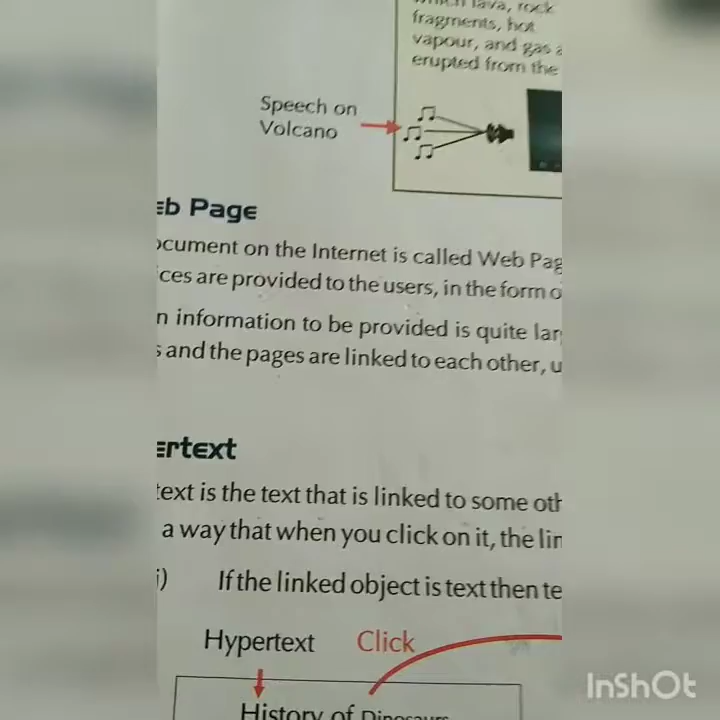 which lava, rock
fragments, hot
vapour, and gas a
erupted from the
Speech on
Volcano
eb Page
ocument on the Internet is called Web Pag
ces are provided to the users, in the form o
n information to be provided is quite lar
s and the pages are linked to each other, u
ertext
text is the text that is linked to some oth
a way that when you click on it, the lin
i) If the linked object is text then te
Hypertext Click
History of Dinosaurs
InShOt